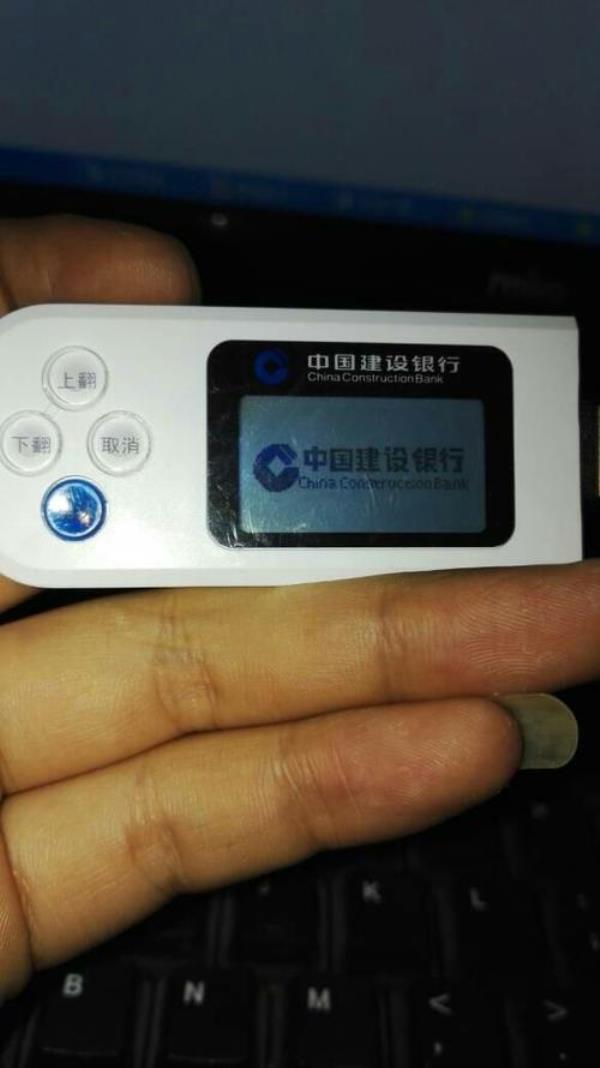 中国建设银行
China Construction Bank
上翻
下翻
取消
中国建设银行
China Construction Bank
K
L
B
N
M
<
>
,